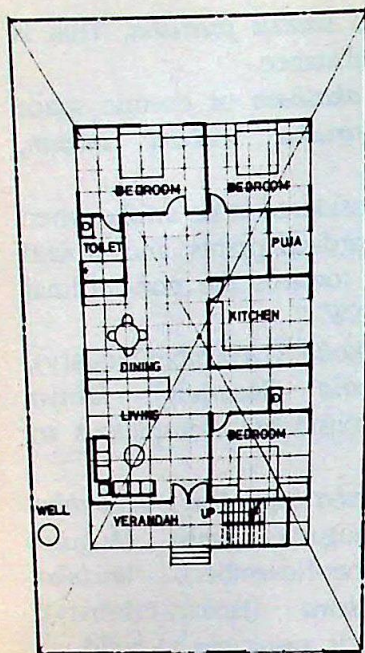 BEDROOM
BEDROOM
TOILET
PUJA
KITCHEN
DINING
LIVING
BEDROOM
WELL
VERANDAH
UP